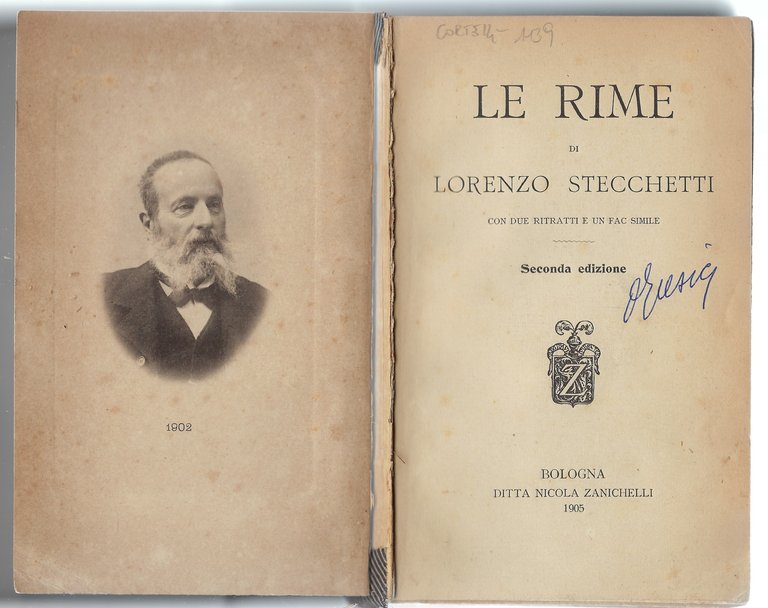 1902
LE RIME
DI
LORENZO STECCHETTI
CON DUE RITRATTI E UN FAC SIMILE
Seconda edizione
Z
BOLOGNA
DITTA NICOLA ZANICHELLI
1905